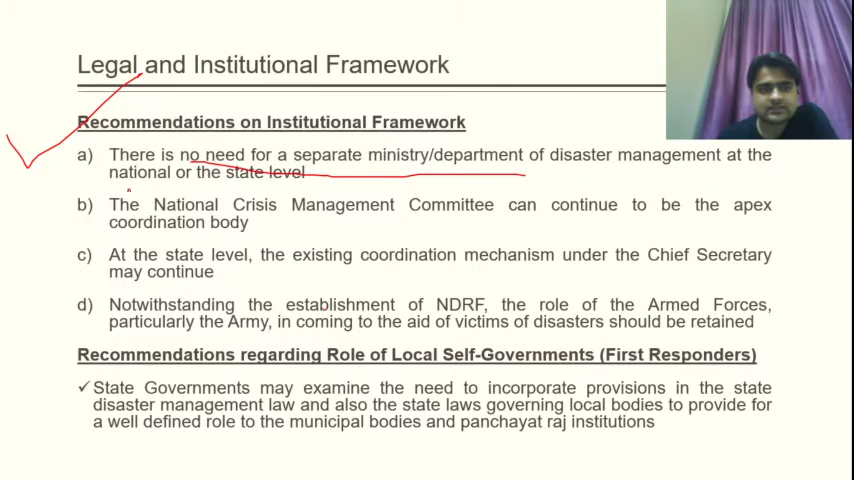 Legal and Institutional Framework
Recommendations on Institutional Framework
a) There is no need for a separate ministry/department of disaster management at the
national or the state level
b) The National Crisis Management Committee can continue to be the apex
coordination body
c) At the state level, the existing coordination mechanism under the Chief Secretary
may continue
d) Notwithstanding the establishment of NDRF, the role of the Armed Forces,
particularly the Army, in coming to the aid of victims of disasters should be retained
Recommendations regarding Role of Local Self-Governments (First Responders)
✓ State Governments may examine the need to incorporate provisions in the state
disaster management law and also the state laws governing local bodies to provide for
a well defined role to the municipal bodies and panchayat raj institutions